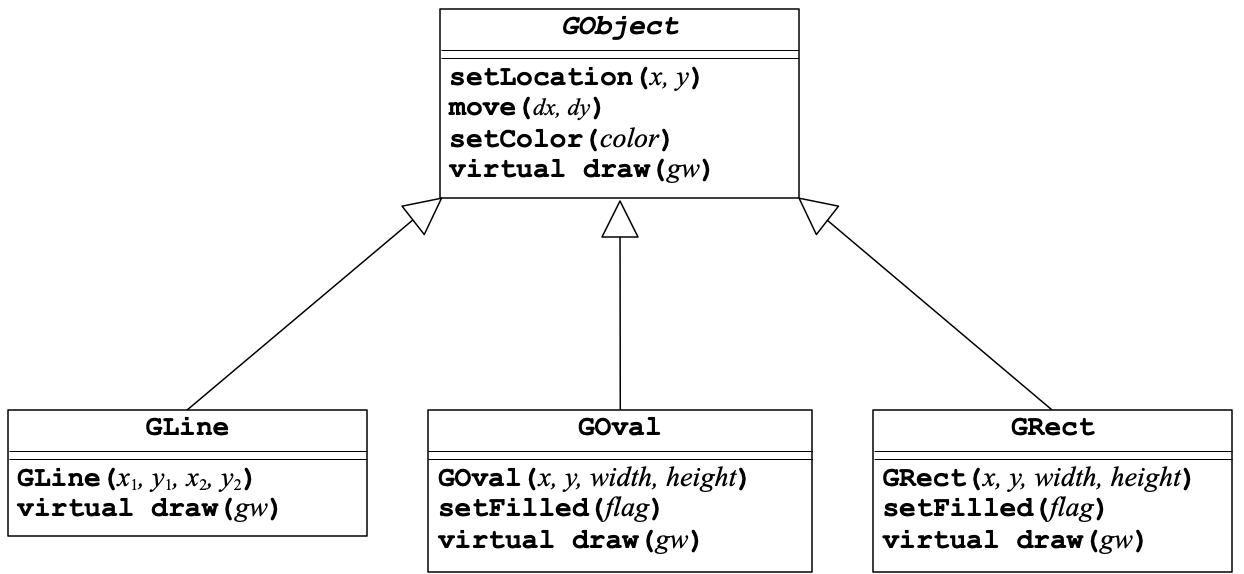 GObject
setLocation(x, y)
move(dx, dy)
setColor(color)
virtual draw(gw)
GLine
GLine(x₁, y₁, x₂, y₂)
virtual draw(gw)
GOval
GOval(x, y, width, height)
setFilled(flag)
virtual draw(gw)
GRect
GRect(x, y, width, height)
setFilled(flag)
virtual draw(gw)